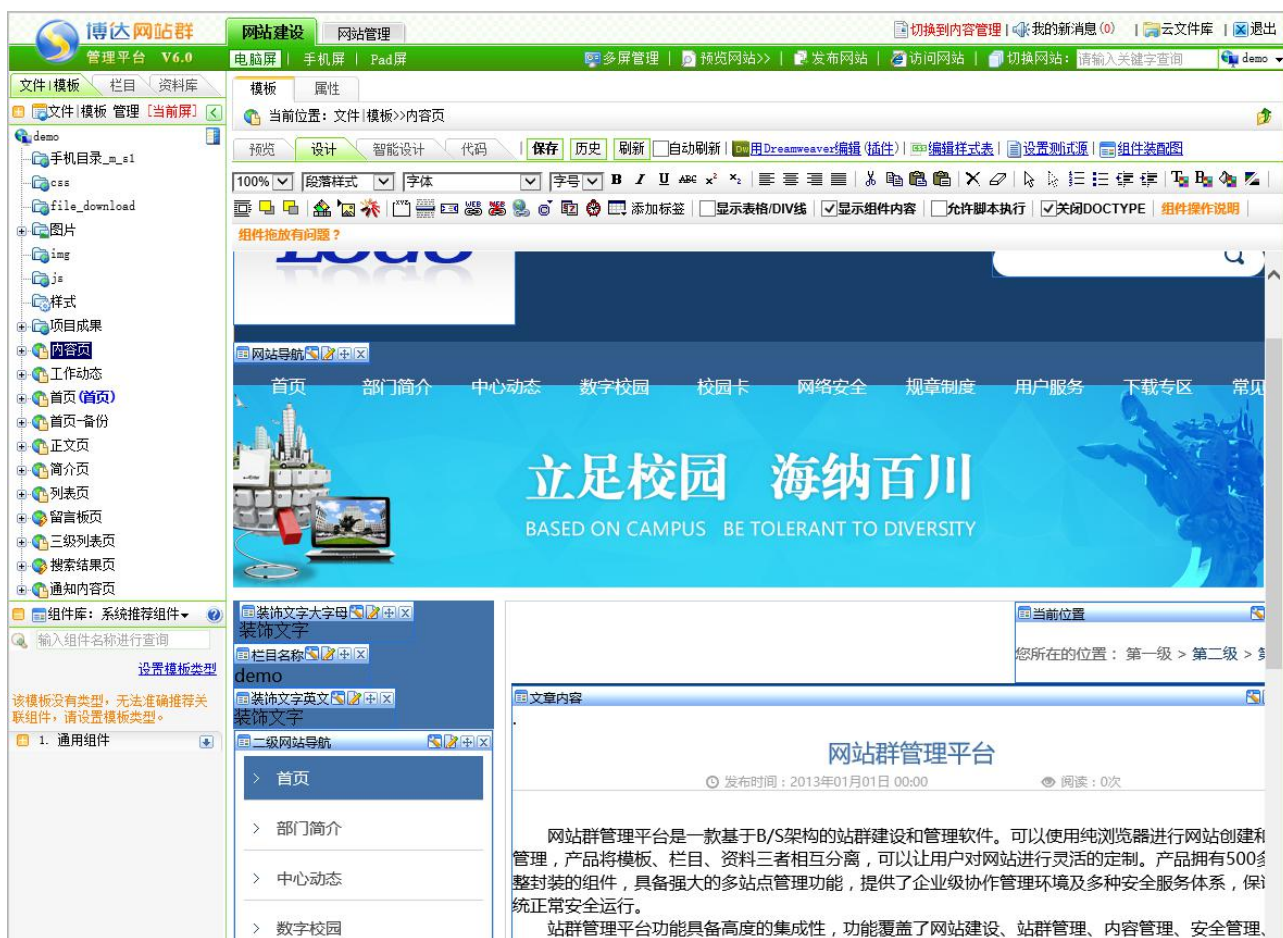 博达网站群 网站建设 网站管理 切换到内容管理 | 我的新消息(0) | 云文件库 | 退出
管理平台 V6.0 电脑屏 | 手机屏 | Pad屏 多屏管理 | 预览网站>> | 发布网站 | 访问网站 | 切换网站: 请输入关键字查询 demo
文件|模板 栏目 资料库 模板 属性
文件|模板 管理 [当前屏] 当前位置: 文件|模板>>内容页
预览 设计 智能设计 代码 | 保存 历史 刷新 自动刷新 | 用Dreamweaver编辑 (插件) | 编辑样式表 | 设置测试源 | 组件装配图
100% 段落样式 字体 字号 B I U ABC x² ×₂
添加标签 显示表格/DIV线 显示组件内容 允许脚本执行 关闭DOCTYPE 组件操作说明
组件拖放有问题?
demo
手机目录_m_s1
css
file_download
图片
img
js
样式
项目成果
内容页
工作动态
首页(首页)
首页-备份
正文页
简介页
列表页
留言板页
三级列表页
搜索结果页
通知内容页
组件库: 系统推荐组件
输入组件名称进行查询
设置模板类型
该模板没有类型，无法准确推荐关
联组件，请设置模板类型。
1. 通用组件
Logo
网站导航
首页 部门简介 中心动态 数字校园 校园卡 网络安全 规章制度 用户服务 下载专区 常见
立足校园 海纳百川
BASED ON CAMPUS BE TOLERANT TO DIVERSITY
装饰文字大字母
装饰文字
栏目名称
demo
装饰文字英文
装饰文字
二级网站导航
> 首页
> 部门简介
> 中心动态
> 数字校园
当前位置
您所在的位置： 第一级 > 第二级 >
文章内容
网站群管理平台
发布时间：2013年01月01日 00:00 阅读：0次
网站群管理平台是一款基于B/S架构的站群建设和管理软件。可以使用纯浏览器进行网站创建和
管理，产品将模板、栏目、资料三者相互分离，可以让用户对网站进行灵活的定制。产品拥有500多
整封装的组件，具备强大的多站点管理功能，提供了企业级协作管理环境及多种安全服务体系，保
统正常安全运行。
站群管理平台功能具备高度的集成性，功能覆盖了网站建设、站群管理、内容管理、安全管理、